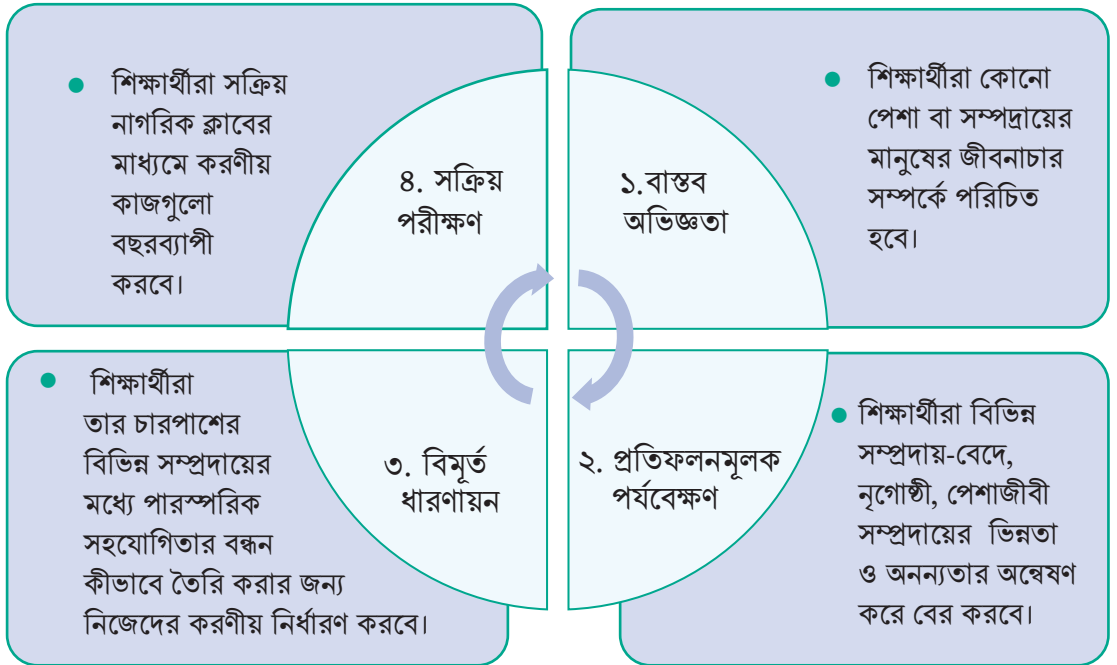 শিক্ষার্থীরা সক্রিয়
নাগরিক ক্লাবের
মাধ্যমে করণীয়
কাজগুলো
বছরব্যাপী
করবে।
৪. সক্রিয়
পরীক্ষণ
১.বাস্তব
অভিজ্ঞতা
শিক্ষার্থীরা কোনো
পেশা বা সম্পদ্রায়ের
মানুষের জীবনাচার
সম্পর্কে পরিচিত
হবে।
শিক্ষার্থীরা
তার চারপাশের
বিভিন্ন সম্প্রদায়ের
মধ্যে পারস্পরিক
সহযোগিতার বন্ধন
কীভাবে তৈরি করার জন্য
নিজেদের করণীয় নির্ধারণ করবে।
৩. বিমূর্ত
ধারণায়ন
২. প্রতিফলনমূলক
পর্যবেক্ষণ
শিক্ষার্থীরা বিভিন্ন
সম্প্রদায়-বেদে,
নৃগোষ্ঠী, পেশাজীবী
সম্প্রদায়ের ভিন্নতা
ও অনন্যতার অন্বেষণ
করে বের করবে।